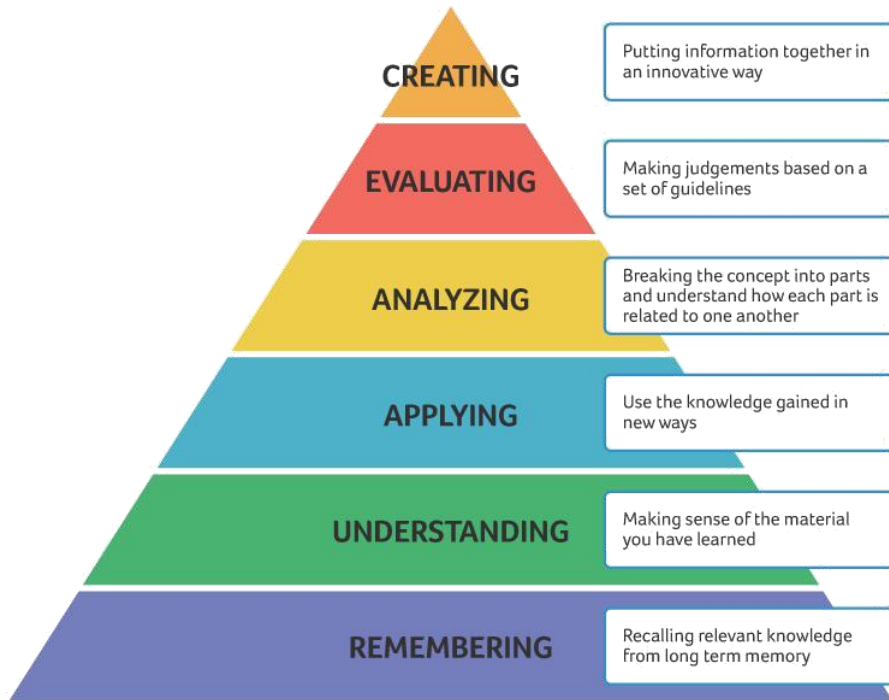 CREATING
Putting information together in
an innovative way
EVALUATING
Making judgements based on a
set of guidelines
ANALYZING
Breaking the concept into parts
and understand how each part is
related to one another
APPLYING
Use the knowledge gained in
new ways
UNDERSTANDING
Making sense of the material
you have learned
REMEMBERING
Recalling relevant knowledge
from long term memory